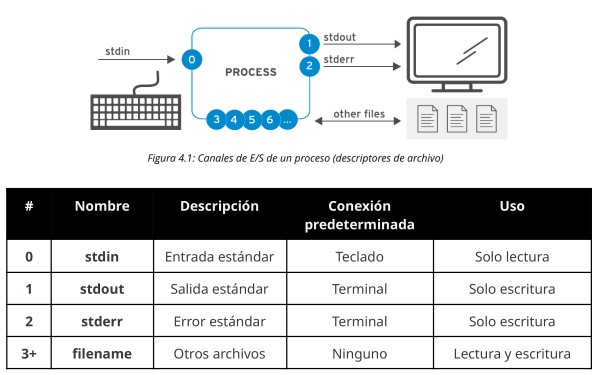 stdin
0
PROCESS
1
stdout
2
stderr
3 4 5 6 ...
other files
Figura 4.1: Canales de E/S de un proceso (descriptores de archivo)
# Nombre Descripción Conexión predeterminada Uso
0 stdin Entrada estándar Teclado Solo lectura
1 stdout Salida estándar Terminal Solo escritura
2 stderr Error estándar Terminal Solo escritura
3+ filename Otros archivos Ninguno Lectura y escritura